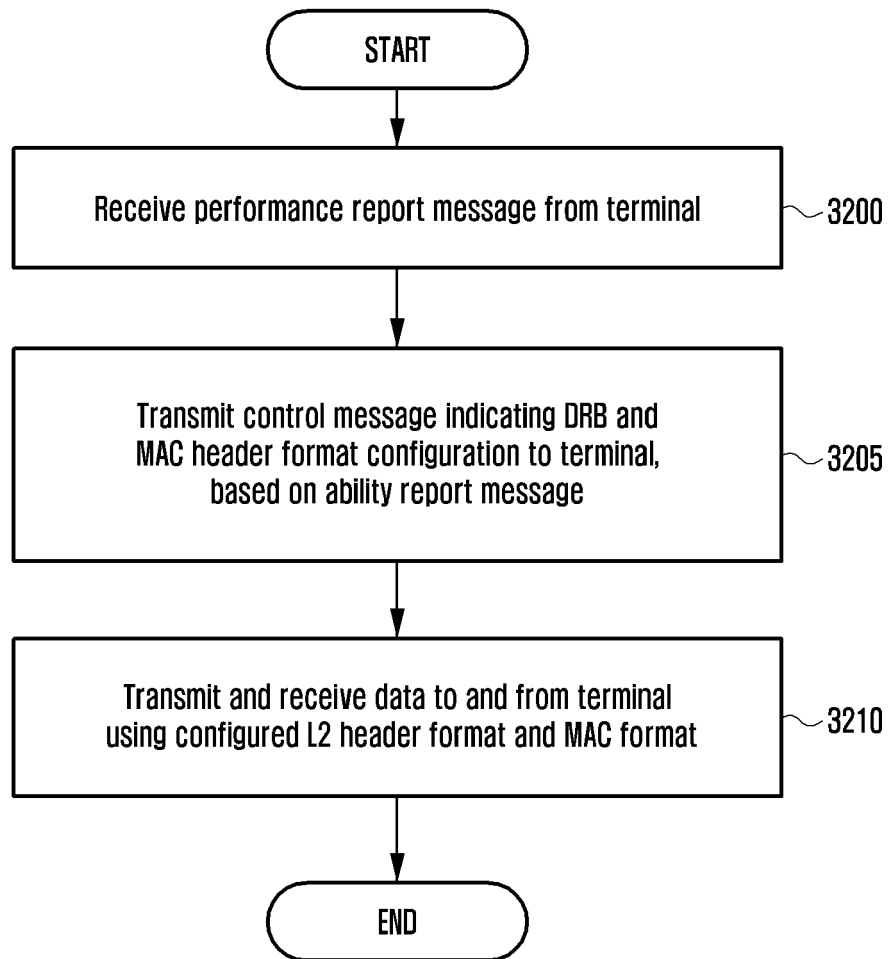 START
Receive performance report message from terminal
3200
Transmit control message indicating DRB and
MAC header format configuration to terminal,
based on ability report message
3205
Transmit and receive data to and from terminal
using configured L2 header format and MAC format
3210
END